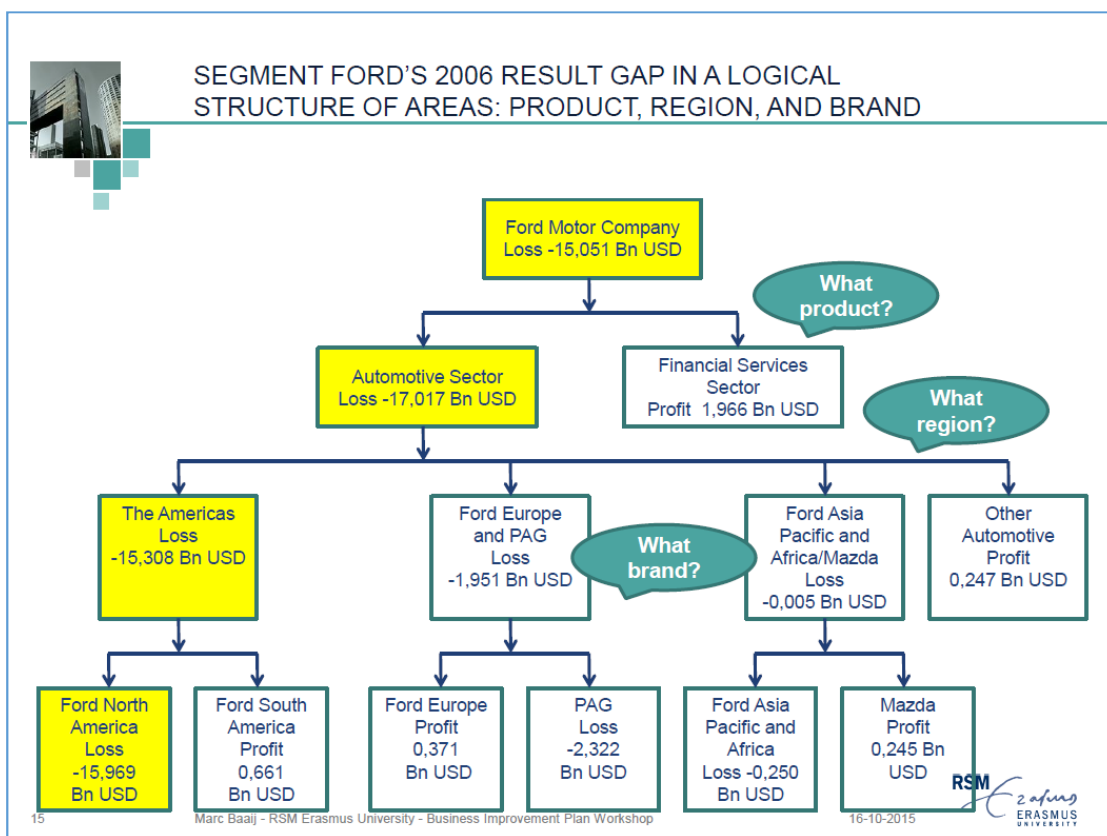 SEGMENT FORD’S 2006 RESULT GAP IN A LOGICAL
STRUCTURE OF AREAS: PRODUCT, REGION, AND BRAND
Ford Motor Company
Loss -15,051 Bn USD
What
product?
Automotive Sector
Loss -17,017 Bn USD
Financial Services
Sector
Profit 1,966 Bn USD
What
region?
The Americas
Loss
-15,308 Bn USD
Ford Europe
and PAG
Loss
-1,951 Bn USD
What
brand?
Ford Asia
Pacific and
Africa/Mazda
Loss
-0,005 Bn USD
Other
Automotive
Profit
0,247 Bn USD
Ford North
America
Loss
-15,969
Bn USD
Ford South
America
Profit
0,661
Bn USD
Ford Europe
Profit
0,371
Bn USD
PAG
Loss
-2,322
Bn USD
Ford Asia
Pacific and
Africa
Loss -0,250
Bn USD
Mazda
Profit
0,245 Bn
USD
15
Marc Baaij - RSM Erasmus University - Business Improvement Plan Workshop
16-10-2015
RSM
ERASMUS
UNIVERSITY